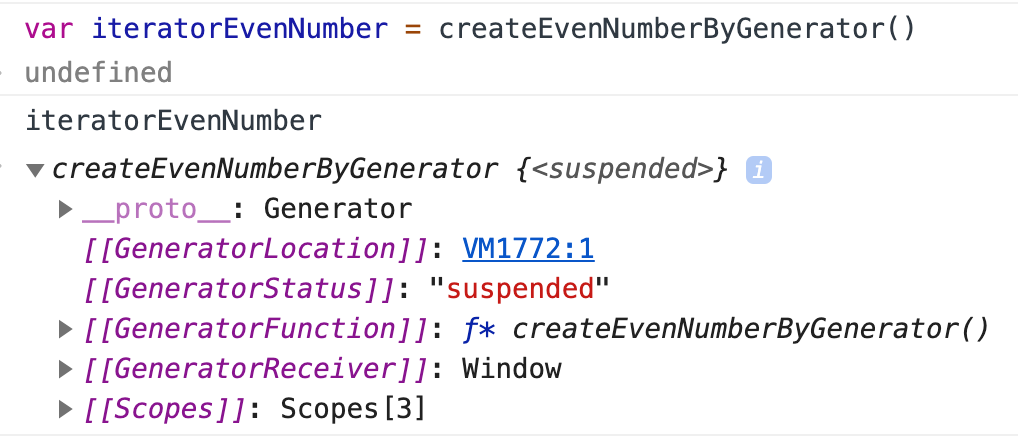 var iteratorEvenNumber = createEvenNumberByGenerator()
undefined
iteratorEvenNumber
▼createEvenNumberByGenerator {<suspended>} i
▶__proto__: Generator
[[GeneratorLocation]]: VM1772:1
[[GeneratorStatus]]: "suspended"
▶[[GeneratorFunction]]: ƒ* createEvenNumberByGenerator()
▶[[GeneratorReceiver]]: Window
▶[[Scopes]]: Scopes[3]